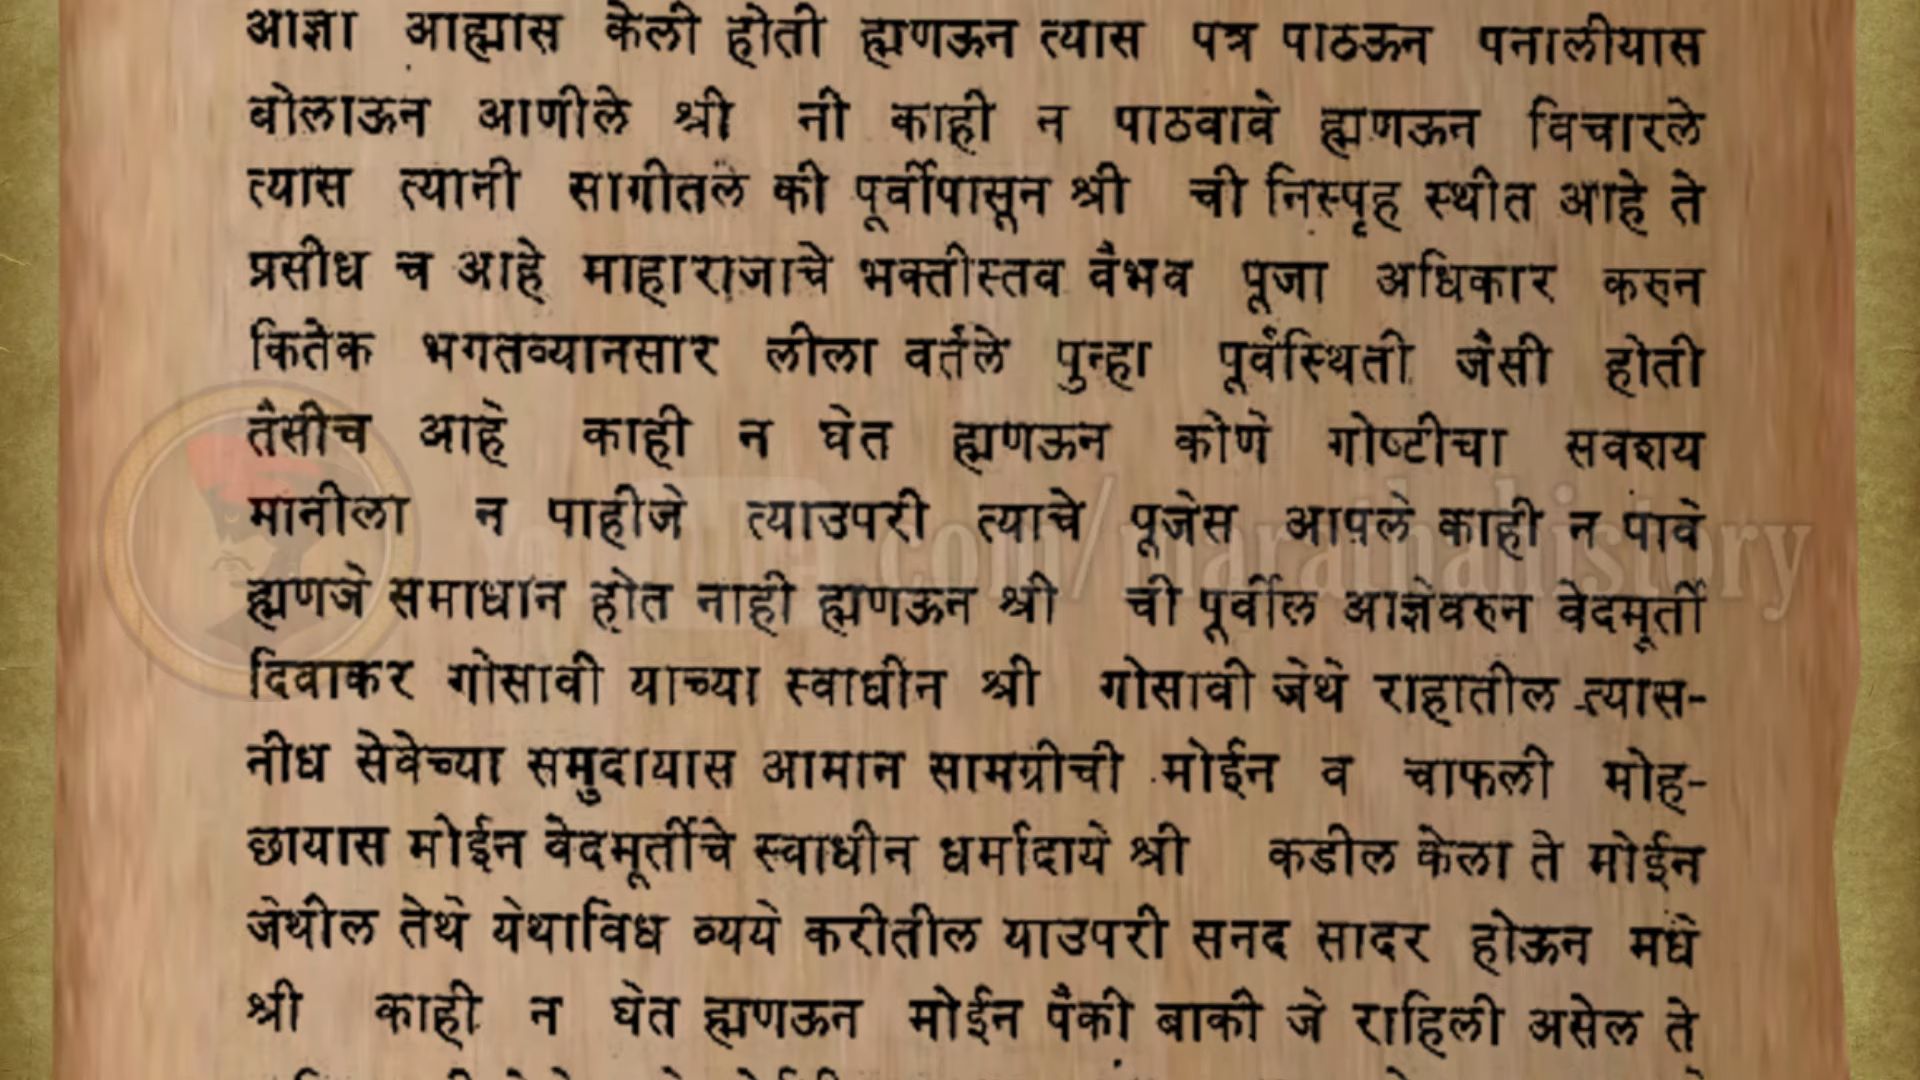 आज्ञा आह्मास केली होती ह्मणऊन त्यास पत्र पाठऊन पनालीयास
बोलाऊन आणीले श्री नी काही न पाठवावे ह्मणऊन विचारले
त्यास त्यानी सागीतले की पूर्वीपासून श्री ची निस्पृह स्थीत आहे ते
प्रसीध च आहे माहाराजाचे भक्तीस्तव वैभव पूजा अधिकार करुन
कितेक भगतव्यानसार लीला वर्तले पुन्हा पूर्वस्थिती जैसी होती
तैसीच आहे काही न घेत ह्मणऊन कोणे गोष्टीचा सवशय
मानीला न पाहीजे त्याउपरी त्याचे पूजेस आपले काही न पावे
ह्मणजे समाधान होत नाही ह्मणऊन श्री ची पूर्वील आज्ञेवरुन वेदमूर्ती
दिवाकर गोसावी याच्या स्वाधीन श्री गोसावी जेथे राहातील त्यास-
नीध सेवेच्या समुदायास आमान सामग्रीची मोईन व चाफली मोह-
छायास मोईन वेदमूर्तीचे स्वाधीन धर्मादाये श्री कडील केला ते मोईन
जेथील तेथे येथाविध व्यये करीतील याउपरी सनद सादर होऊन मधे
श्री काही न घेत ह्मणऊन मोईन पैकी बाकी जे राहिली असेल ते
com/marathahistory